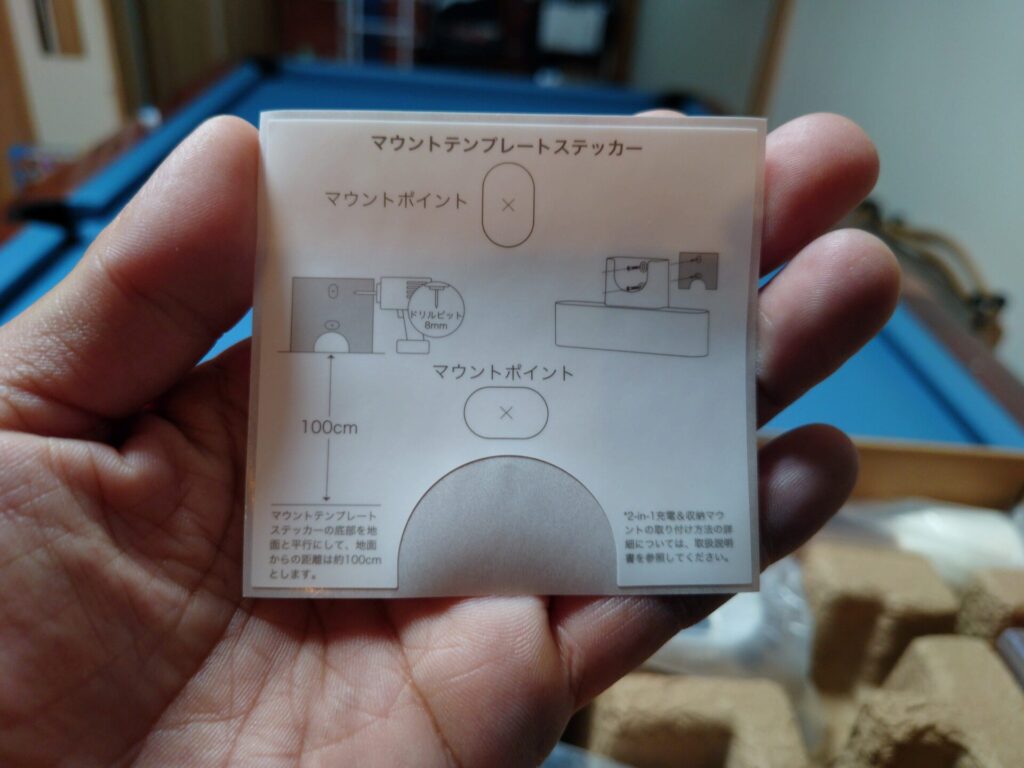 マウントテンプレートステッカー
マウントポイント
ドリルビット
8mm
マウントポイント
100cm
マウントテンプレート
ステッカーの底部を地
面と平行にして、地面
からの距離は約100cm
とします。
*2-in-1充電&収納マウ
ントの取り付け方法の詳
細については、取扱説明
書を参照してください。